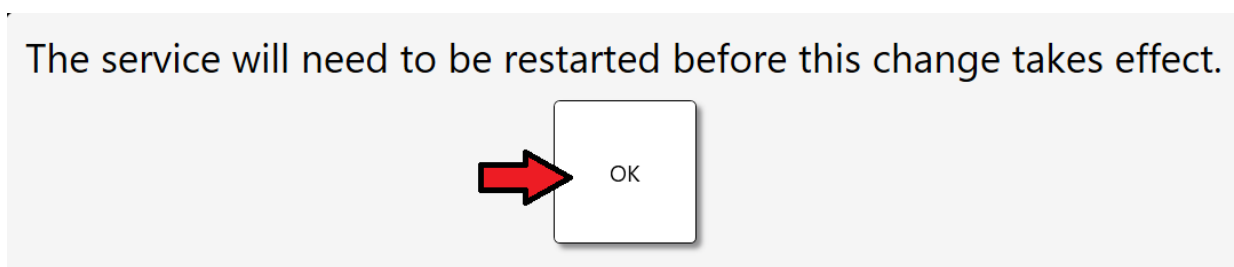 The service will need to be restarted before this change takes effect.
OK